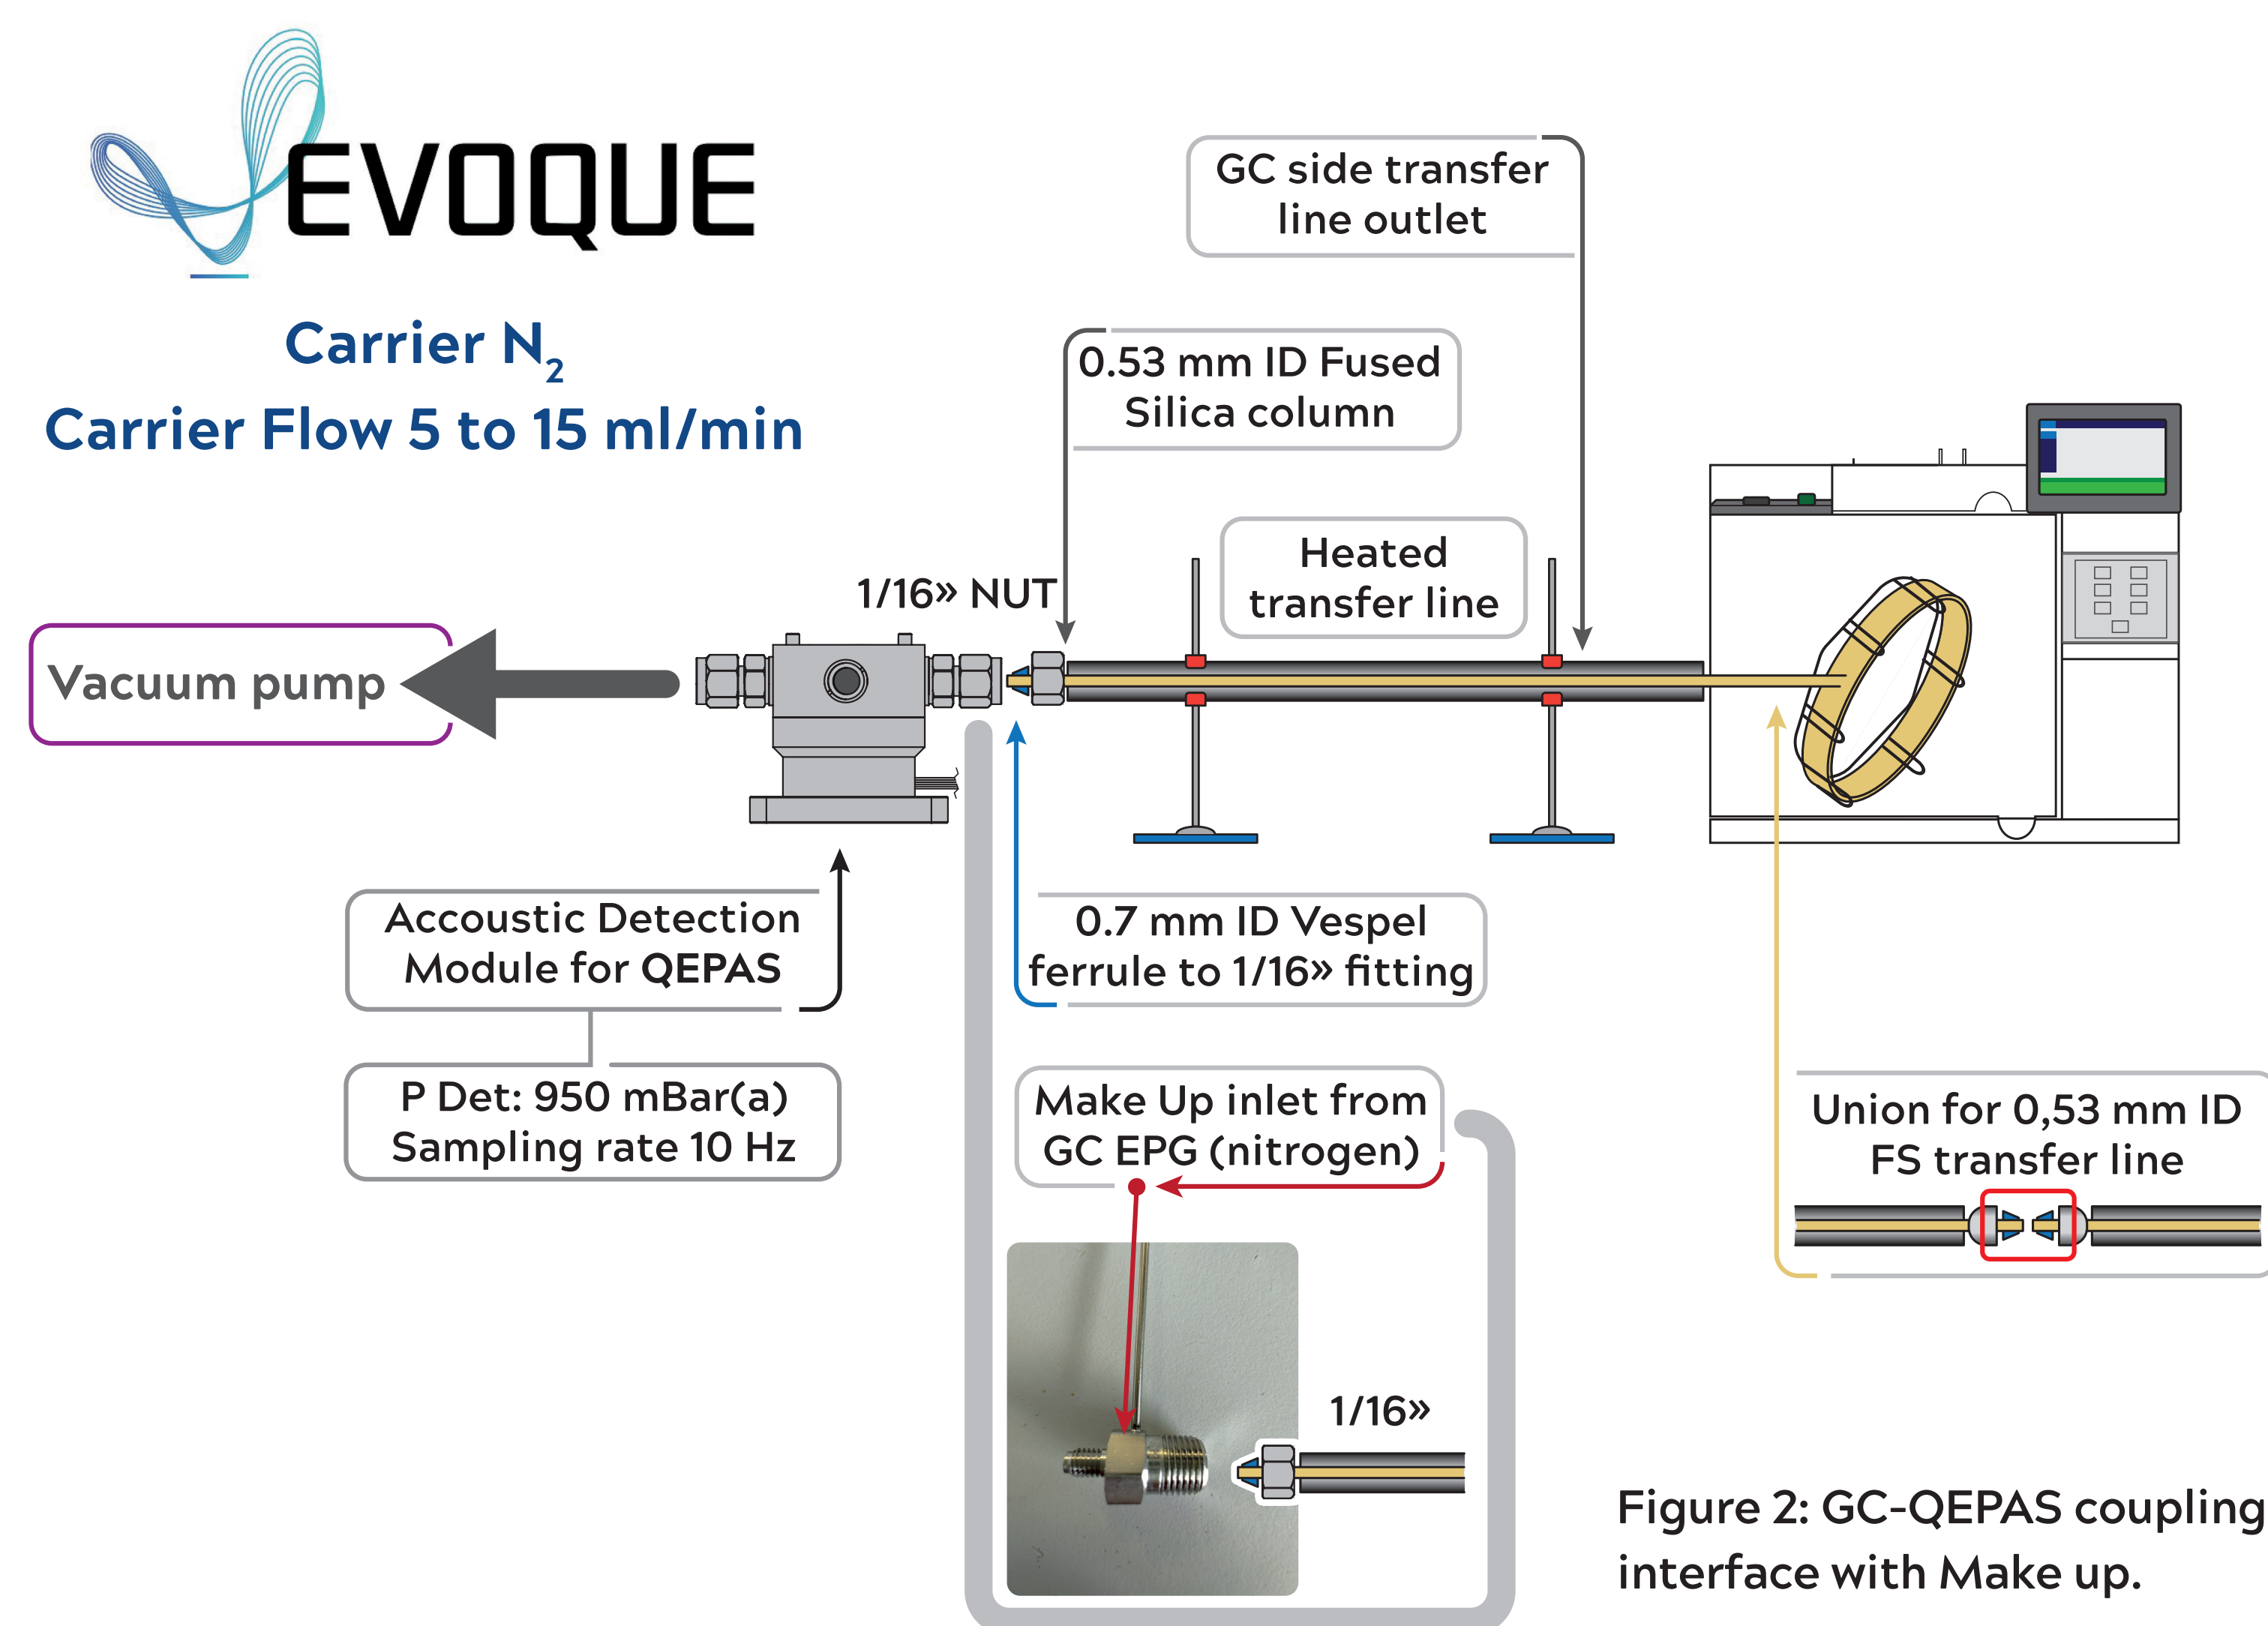 EVOQUE
Carrier N₂
Carrier Flow 5 to 15 ml/min
GC side transfer
line outlet
0.53 mm ID Fused
Silica column
Heated
transfer line
1/16» NUT
Vacuum pump
Accoustic Detection
Module for QEPAS
0.7 mm ID Vespel
ferrule to 1/16» fitting
P Det: 950 mBar(a)
Sampling rate 10 Hz
Make Up inlet from
GC EPG (nitrogen)
Union for 0,53 mm ID
FS transfer line
1/16»
Figure 2: GC-QEPAS coupling
interface with Make up.